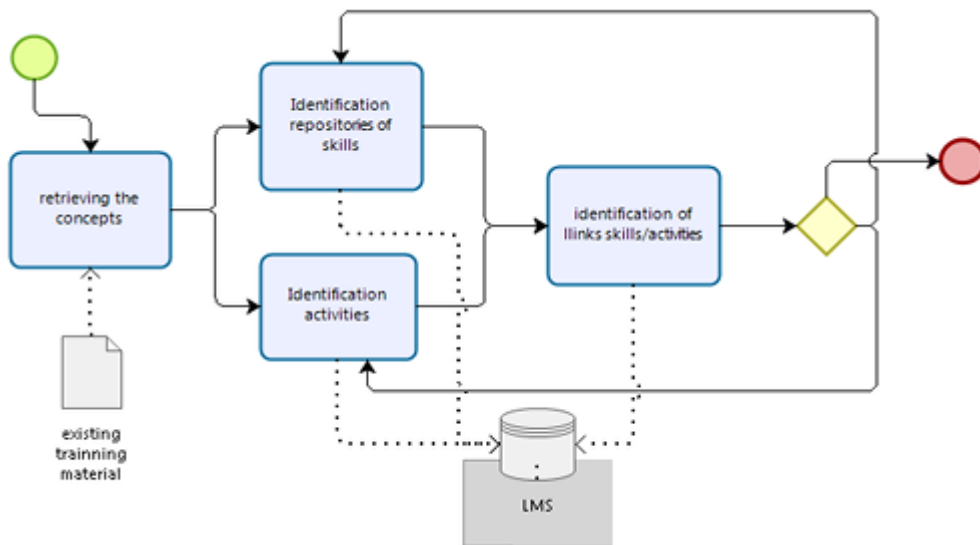 Identification
repositories of
skills
retrieving the
concepts
identification of
llinks skills/activities
Identification
activities
existing
trainning
material
LMS